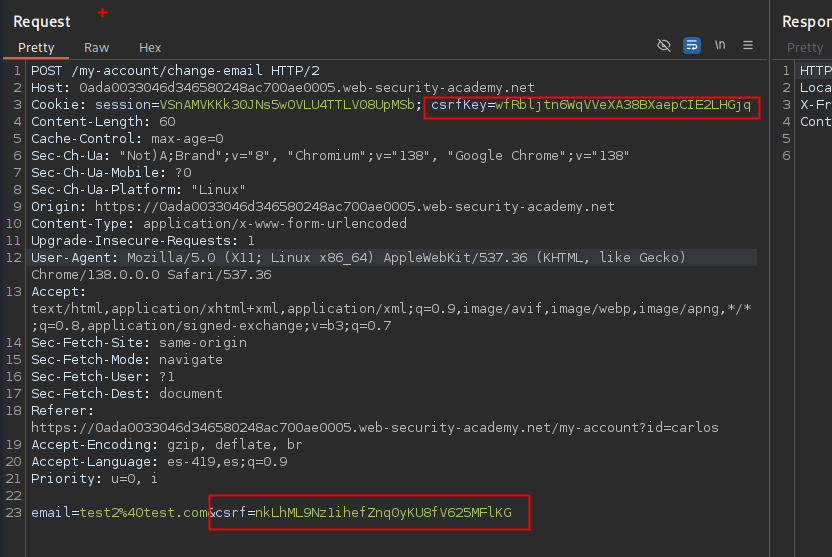 Request
Respon
Pretty Raw Hex
\n
Pretty
1 POST /my-account/change-email HTTP/2
2 Host: 0ada0033046d346580248ac700ae0005.web-security-academy.net
3 Cookie: session=VSnAMVKKk30JNs5wOVLU4TTLVO8UpMSb; csrfKey=wfRbljtn6WqVVeXA38BXaepCIE2LHGjq
4 Content-Length: 60
5 Cache-Control: max-age=0
6 Sec-Ch-Ua: "Not)A;Brand";v="8", "Chromium";v="138", "Google Chrome";v="138"
7 Sec-Ch-Ua-Mobile: ?0
8 Sec-Ch-Ua-Platform: "Linux"
9 Origin: https://0ada0033046d346580248ac700ae0005.web-security-academy.net
10 Content-Type: application/x-www-form-urlencoded
11 Upgrade-Insecure-Requests: 1
12 User-Agent: Mozilla/5.0 (X11; Linux x86_64) AppleWebKit/537.36 (KHTML, like Gecko)
Chrome/138.0.0.0 Safari/537.36
13 Accept:
text/html,application/xhtml+xml,application/xml;q=0.9,image/avif,image/webp,image/apng,*/*
;q=0.8,application/signed-exchange;v=b3;q=0.7
14 Sec-Fetch-Site: same-origin
15 Sec-Fetch-Mode: navigate
16 Sec-Fetch-User: ?1
17 Sec-Fetch-Dest: document
18 Referer:
https://0ada0033046d346580248ac700ae0005.web-security-academy.net/my-account?id=carlos
19 Accept-Encoding: gzip, deflate, br
20 Accept-Language: es-419,es;q=0.9
21 Priority: u=0, i
22
23 email=test2%40test.com&csrf=nkLhML9Nz1ihefZnqOyKU8fV625MFlKG
1 HTTP
2 Loca
3 X-Fr
4 Cont
5
6